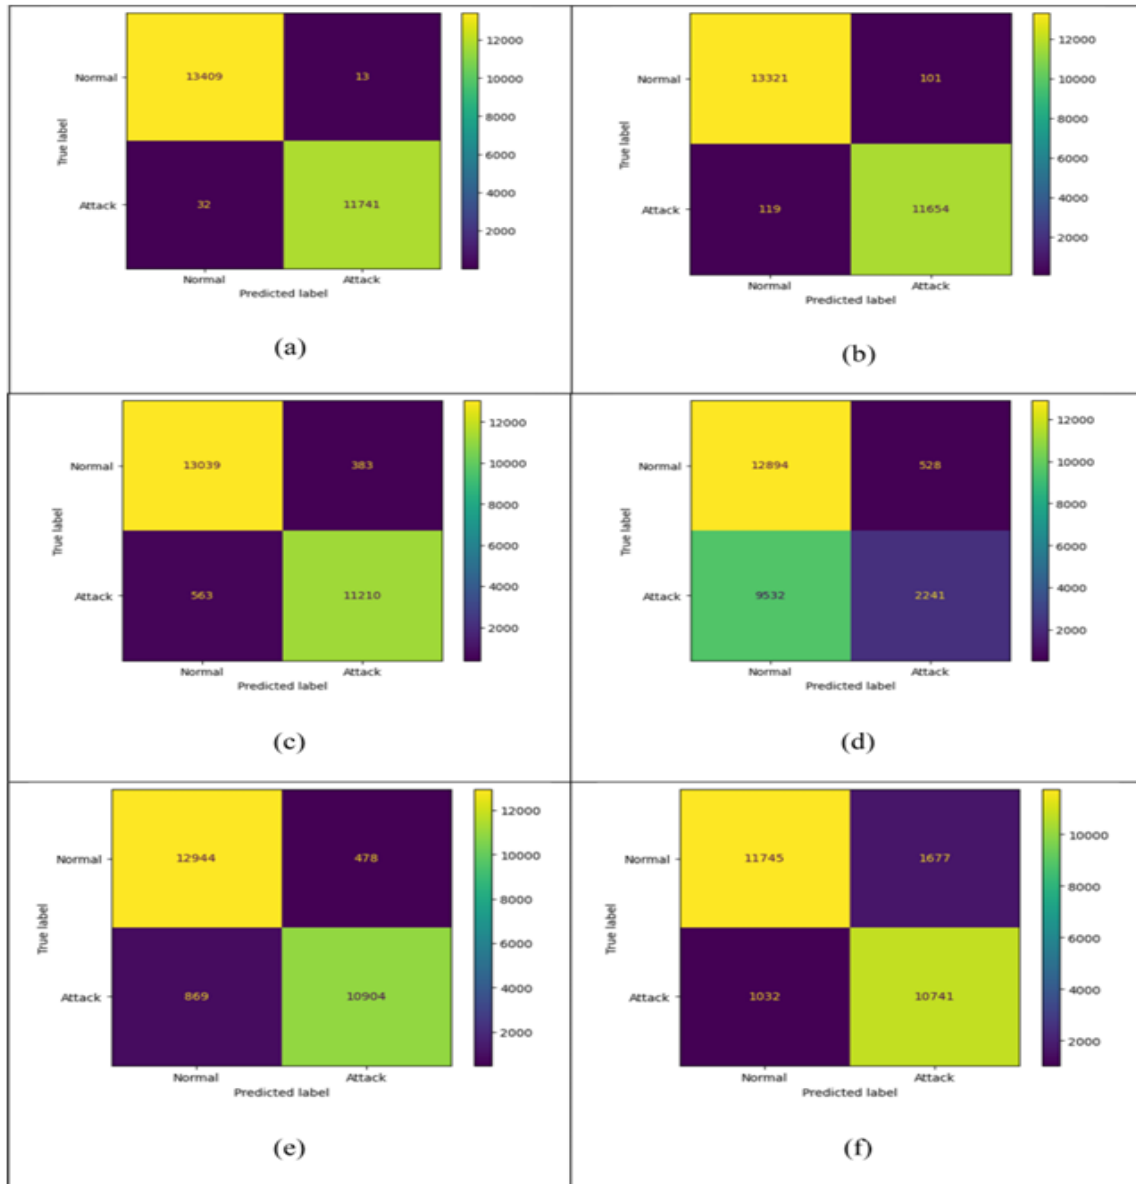 12000
Normal 13409 13
10000
8000
True label
6000
4000
Attack 32 11741
2000
Normal Attack
Predicted label
(a)
12000
Normal 13321 101
10000
8000
True label
6000
4000
Attack 119 11654
2000
Normal Attack
Predicted label
(b)
12000
Normal 13039 383
10000
8000
True label
6000
4000
Attack 563 11210
2000
Normal Attack
Predicted label
(c)
12000
Normal 12894 528
10000
8000
True label
6000
4000
Attack 9532 2241
2000
Normal Attack
Predicted label
(d)
12000
Normal 12944 478
10000
8000
True label
6000
4000
Attack 869 10904
2000
Normal Attack
Predicted label
(e)
10000
Normal 11745 1677
8000
True label
6000
4000
Attack 1032 10741
2000
Normal Attack
Predicted label
(f)